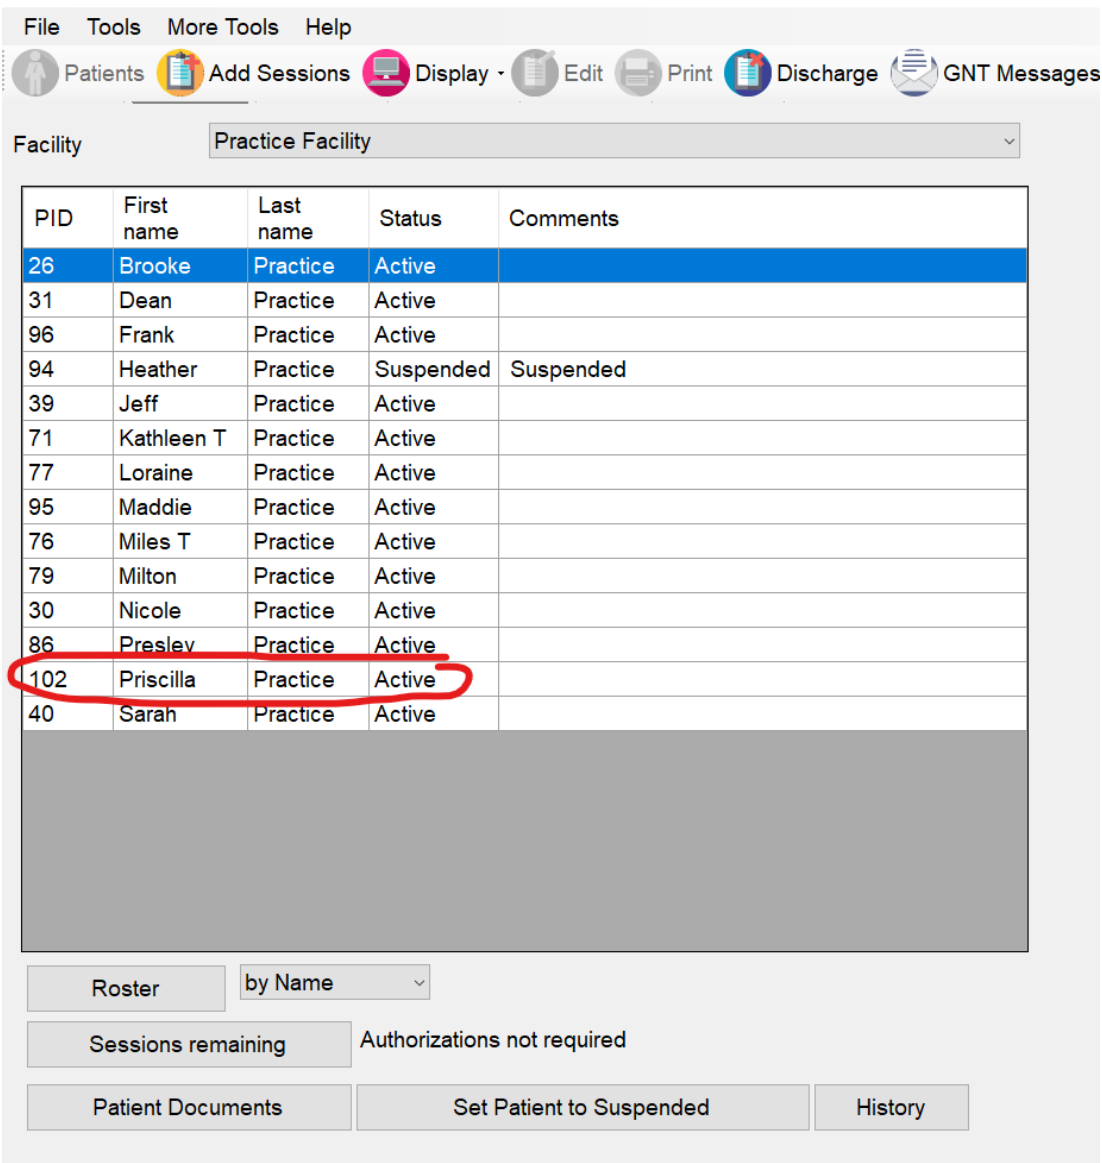 File Tools More Tools Help
Patients Add Sessions Display Edit Print Discharge GNT Messages
Facility Practice Facility
PID First name Last name Status Comments
26 Brooke Practice Active
31 Dean Practice Active
96 Frank Practice Active
94 Heather Practice Suspended Suspended
39 Jeff Practice Active
71 Kathleen T Practice Active
77 Loraine Practice Active
95 Maddie Practice Active
76 Miles T Practice Active
79 Milton Practice Active
30 Nicole Practice Active
86 Presley Practice Active
102 Priscilla Practice Active
40 Sarah Practice Active
Roster by Name
Sessions remaining Authorizations not required
Patient Documents Set Patient to Suspended History